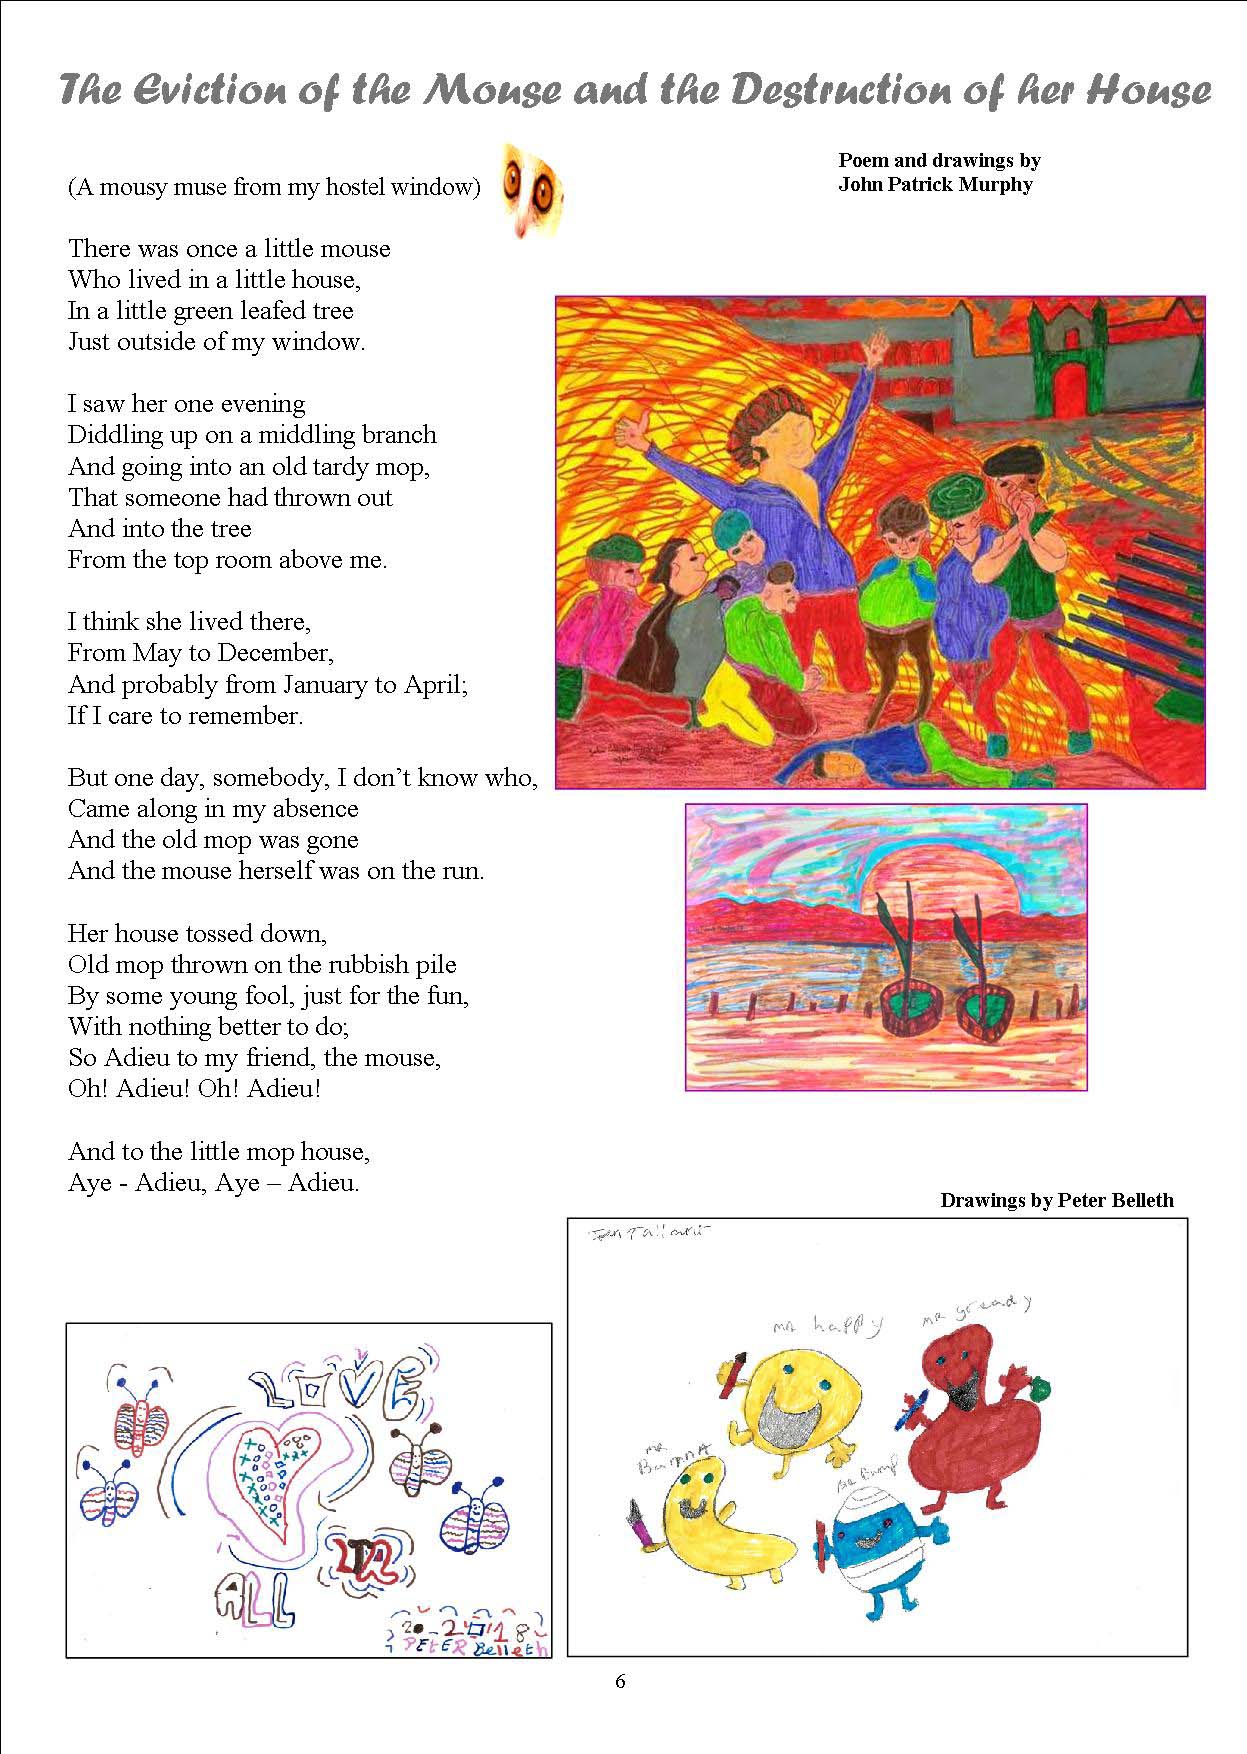 The Eviction of the Mouse and the Destruction of her House
(A mousy muse from my hostel window)
Poem and drawings by
John Patrick Murphy
There was once a little mouse
Who lived in a little house,
In a little green leafed tree
Just outside of my window.
I saw her one evening
Diddling up on a middling branch
And going into an old tardy mop,
That someone had thrown out
And into the tree
From the top room above me.
I think she lived there,
From May to December,
And probably from January to April;
If I care to remember.
But one day, somebody, I don’t know who,
Came along in my absence
And the old mop was gone
And the mouse herself was on the run.
Her house tossed down,
Old mop thrown on the rubbish pile
By some young fool, just for the fun,
With nothing better to do;
So Adieu to my friend, the mouse,
Oh! Adieu! Oh! Adieu!
And to the little mop house,
Aye - Adieu, Aye – Adieu.
Drawings by Peter Belleth
LOVE
ALL
PETER Belleth
mr happy
mr gready
mr
6